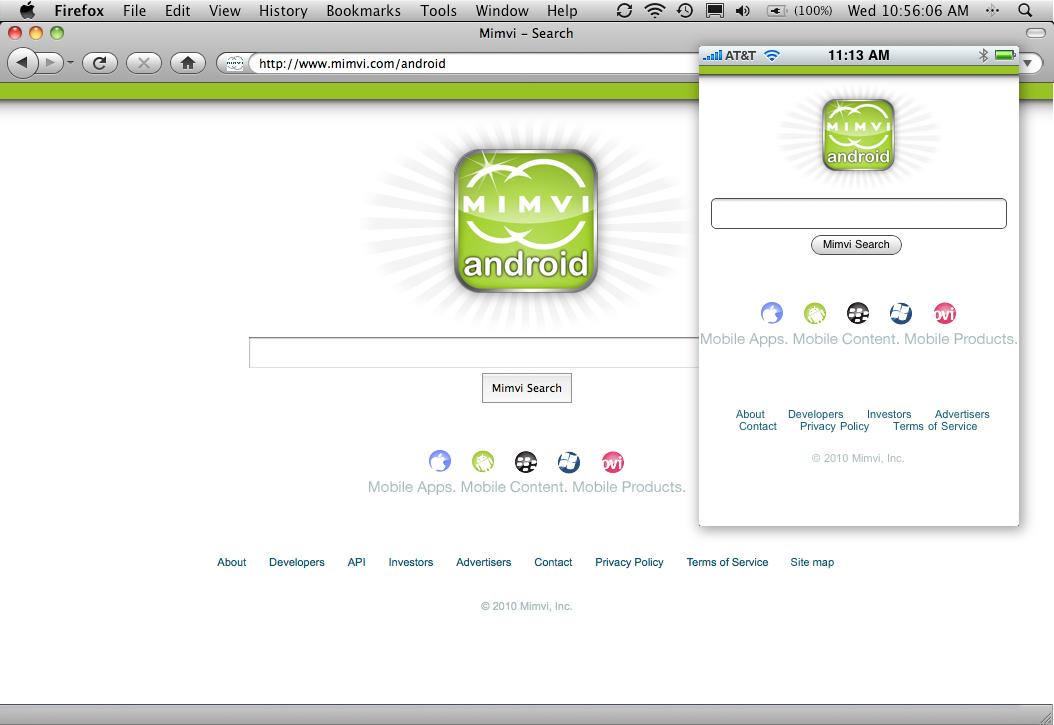 Firefox File Edit View History Bookmarks Tools Window Help (100%) Wed 10:56:06 AM
Mimvi – Search
http://www.mimvi.com/android
MIMVI
android
Mimvi Search
ovi
Mobile Apps. Mobile Content. Mobile Products.
About Developers API Investors Advertisers Contact Privacy Policy Terms of Service Site map
© 2010 Mimvi, Inc.
AT&T 11:13 AM
MIMVI
android
Mimvi Search
ovi
Mobile Apps. Mobile Content. Mobile Products.
About Developers Investors Advertisers
Contact Privacy Policy Terms of Service
© 2010 Mimvi, Inc.